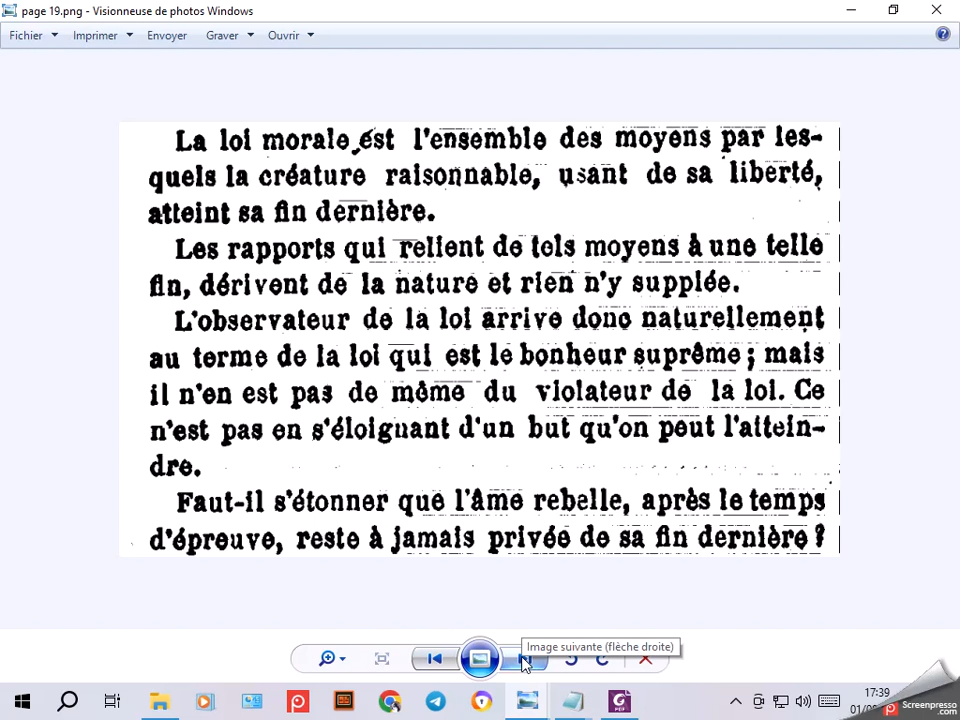 page 19.png - Visionneuse de photos Windows
Fichier Imprimer Envoyer Graver Ouvrir
La loi morale est l'ensemble des moyens par les-
quels la créature raisonnable, usant de sa liberté,
atteint sa fin dernière.
Les rapports qui relient de tels moyens à une telle
fin, dérivent de la nature et rien n'y supplée.
L'observateur de la loi arrive donc naturellement
au terme de la loi qui est le bonheur suprême ; mais
il n'en est pas de même du violateur de la loi. Ce
n'est pas en s'éloignant d'un but qu'on peut l'attein-
dre.
Faut-il s'étonner que l'âme rebelle, après le temps
d'épreuve, reste à jamais privée de sa fin dernière ?
Image suivante (flèche droite)
17:39
Screenpresso
.com